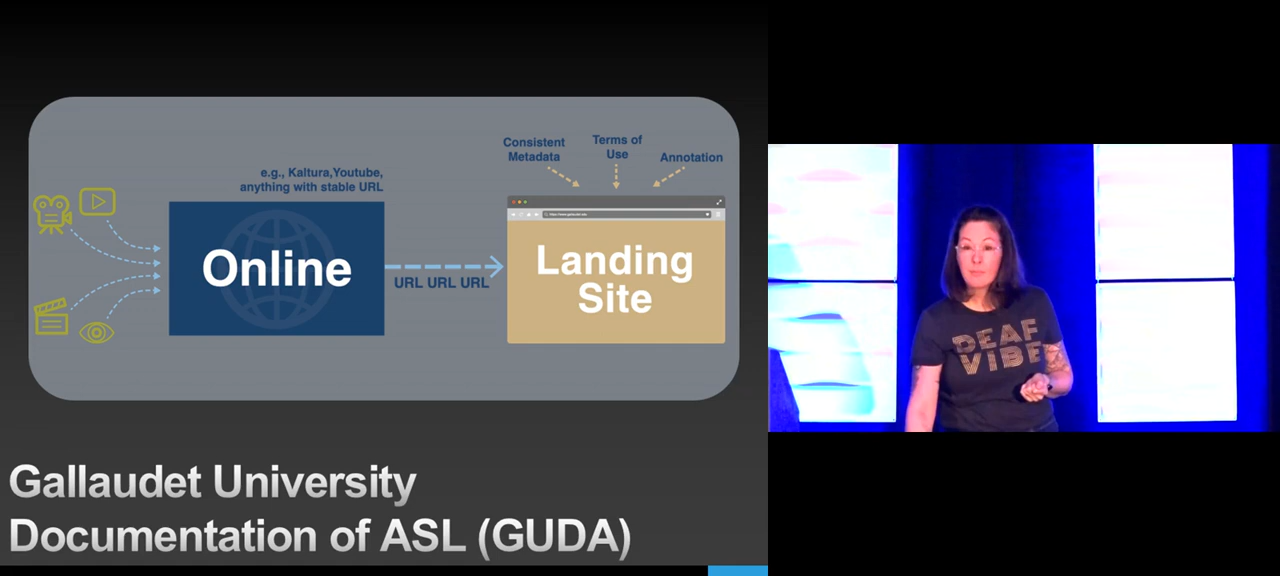 Consistent
Metadata
Terms of
Use
Annotation
e.g., Kaltura,Youtube,
anything with stable URL
Online
URL URL URL
Landing
Site
Gallaudet University
Documentation of ASL (GUDA)
DEAF
VIBE